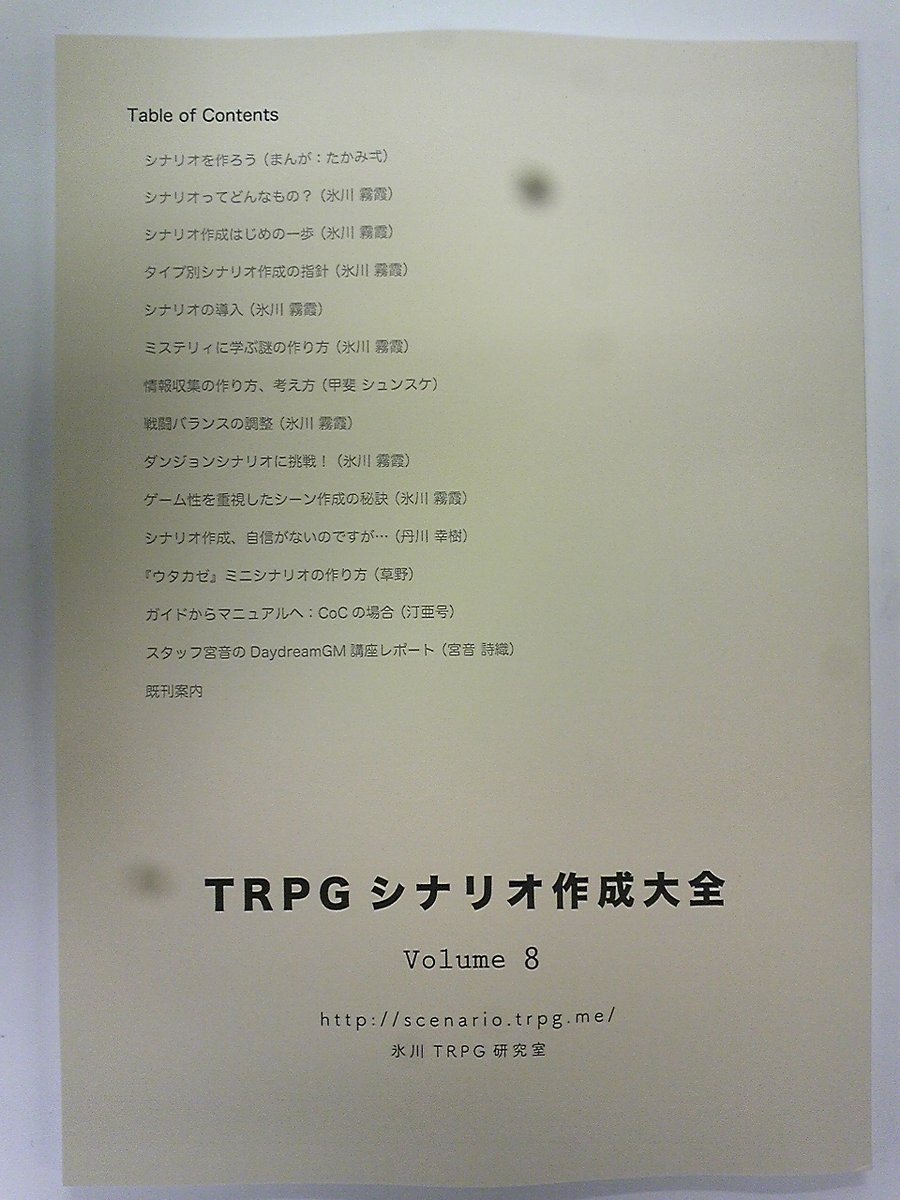 Table of Contents
シナリオを作ろう (まんが：たかみ弍)
シナリオってどんなもの？ (氷川 霧霞)
シナリオ作成はじめの一歩 (氷川 霧霞)
タイプ別シナリオ作成の指針 (氷川 霧霞)
シナリオの導入 (氷川 霧霞)
ミステリィに学ぶ謎の作り方 (氷川 霧霞)
情報収集の作り方、考え方 (甲斐 シュンスケ)
戦闘バランスの調整 (氷川 霧霞)
ダンジョンシナリオに挑戦！ (氷川 霧霞)
ゲーム性を重視したシーン作成の秘訣 (氷川 霧霞)
シナリオ作成、自信がないのですが… (丹川 幸樹)
『ウタカゼ』ミニシナリオの作り方 (草野)
ガイドからマニュアルへ：CoC の場合 (汀亜号)
スタッフ宮音の DaydreamGM 講座レポート (宮音 詩織)
既刊案内
TRPG シナリオ作成大全
Volume 8
http://scenario.trpg.me/
氷川 TRPG 研究室